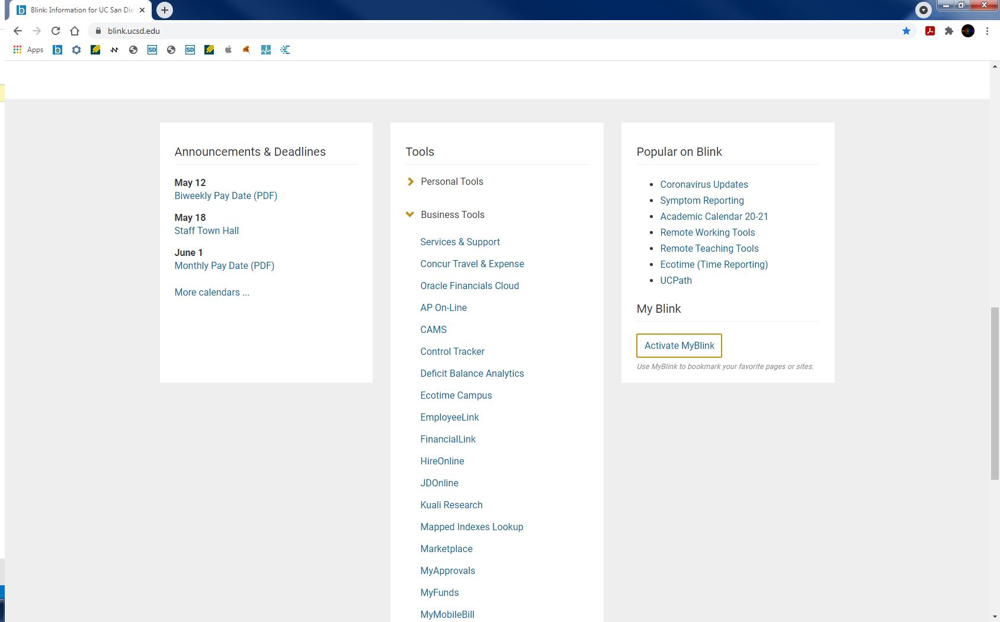 Blink: Information for UC San Die
blink.ucsd.edu
Apps
SD
SD
Announcements & Deadlines
May 12
Biweekly Pay Date (PDF)
May 18
Staff Town Hall
June 1
Monthly Pay Date (PDF)
More calendars ...
Tools
Personal Tools
Business Tools
Services & Support
Concur Travel & Expense
Oracle Financials Cloud
AP On-Line
CAMS
Control Tracker
Deficit Balance Analytics
Ecotime Campus
EmployeeLink
FinancialLink
HireOnline
JDOnline
Kuali Research
Mapped Indexes Lookup
Marketplace
MyApprovals
MyFunds
MyMobileBill
Popular on Blink
Coronavirus Updates
Symptom Reporting
Academic Calendar 20-21
Remote Working Tools
Remote Teaching Tools
Ecotime (Time Reporting)
UCPath
My Blink
Activate MyBlink
Use MyBlink to bookmark your favorite pages or sites.